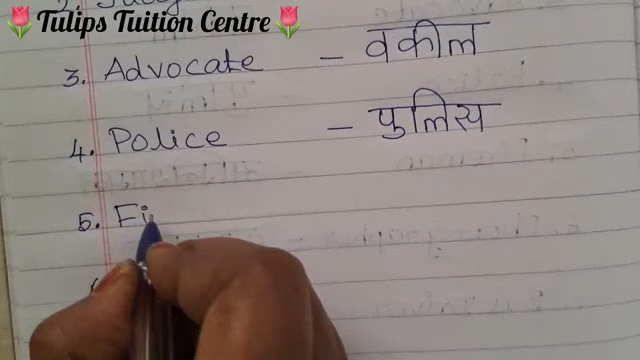 🌷Tulips Tuition Centre🌷
3. Advocate – वकील
4. Police – पुलिस
5. Fi